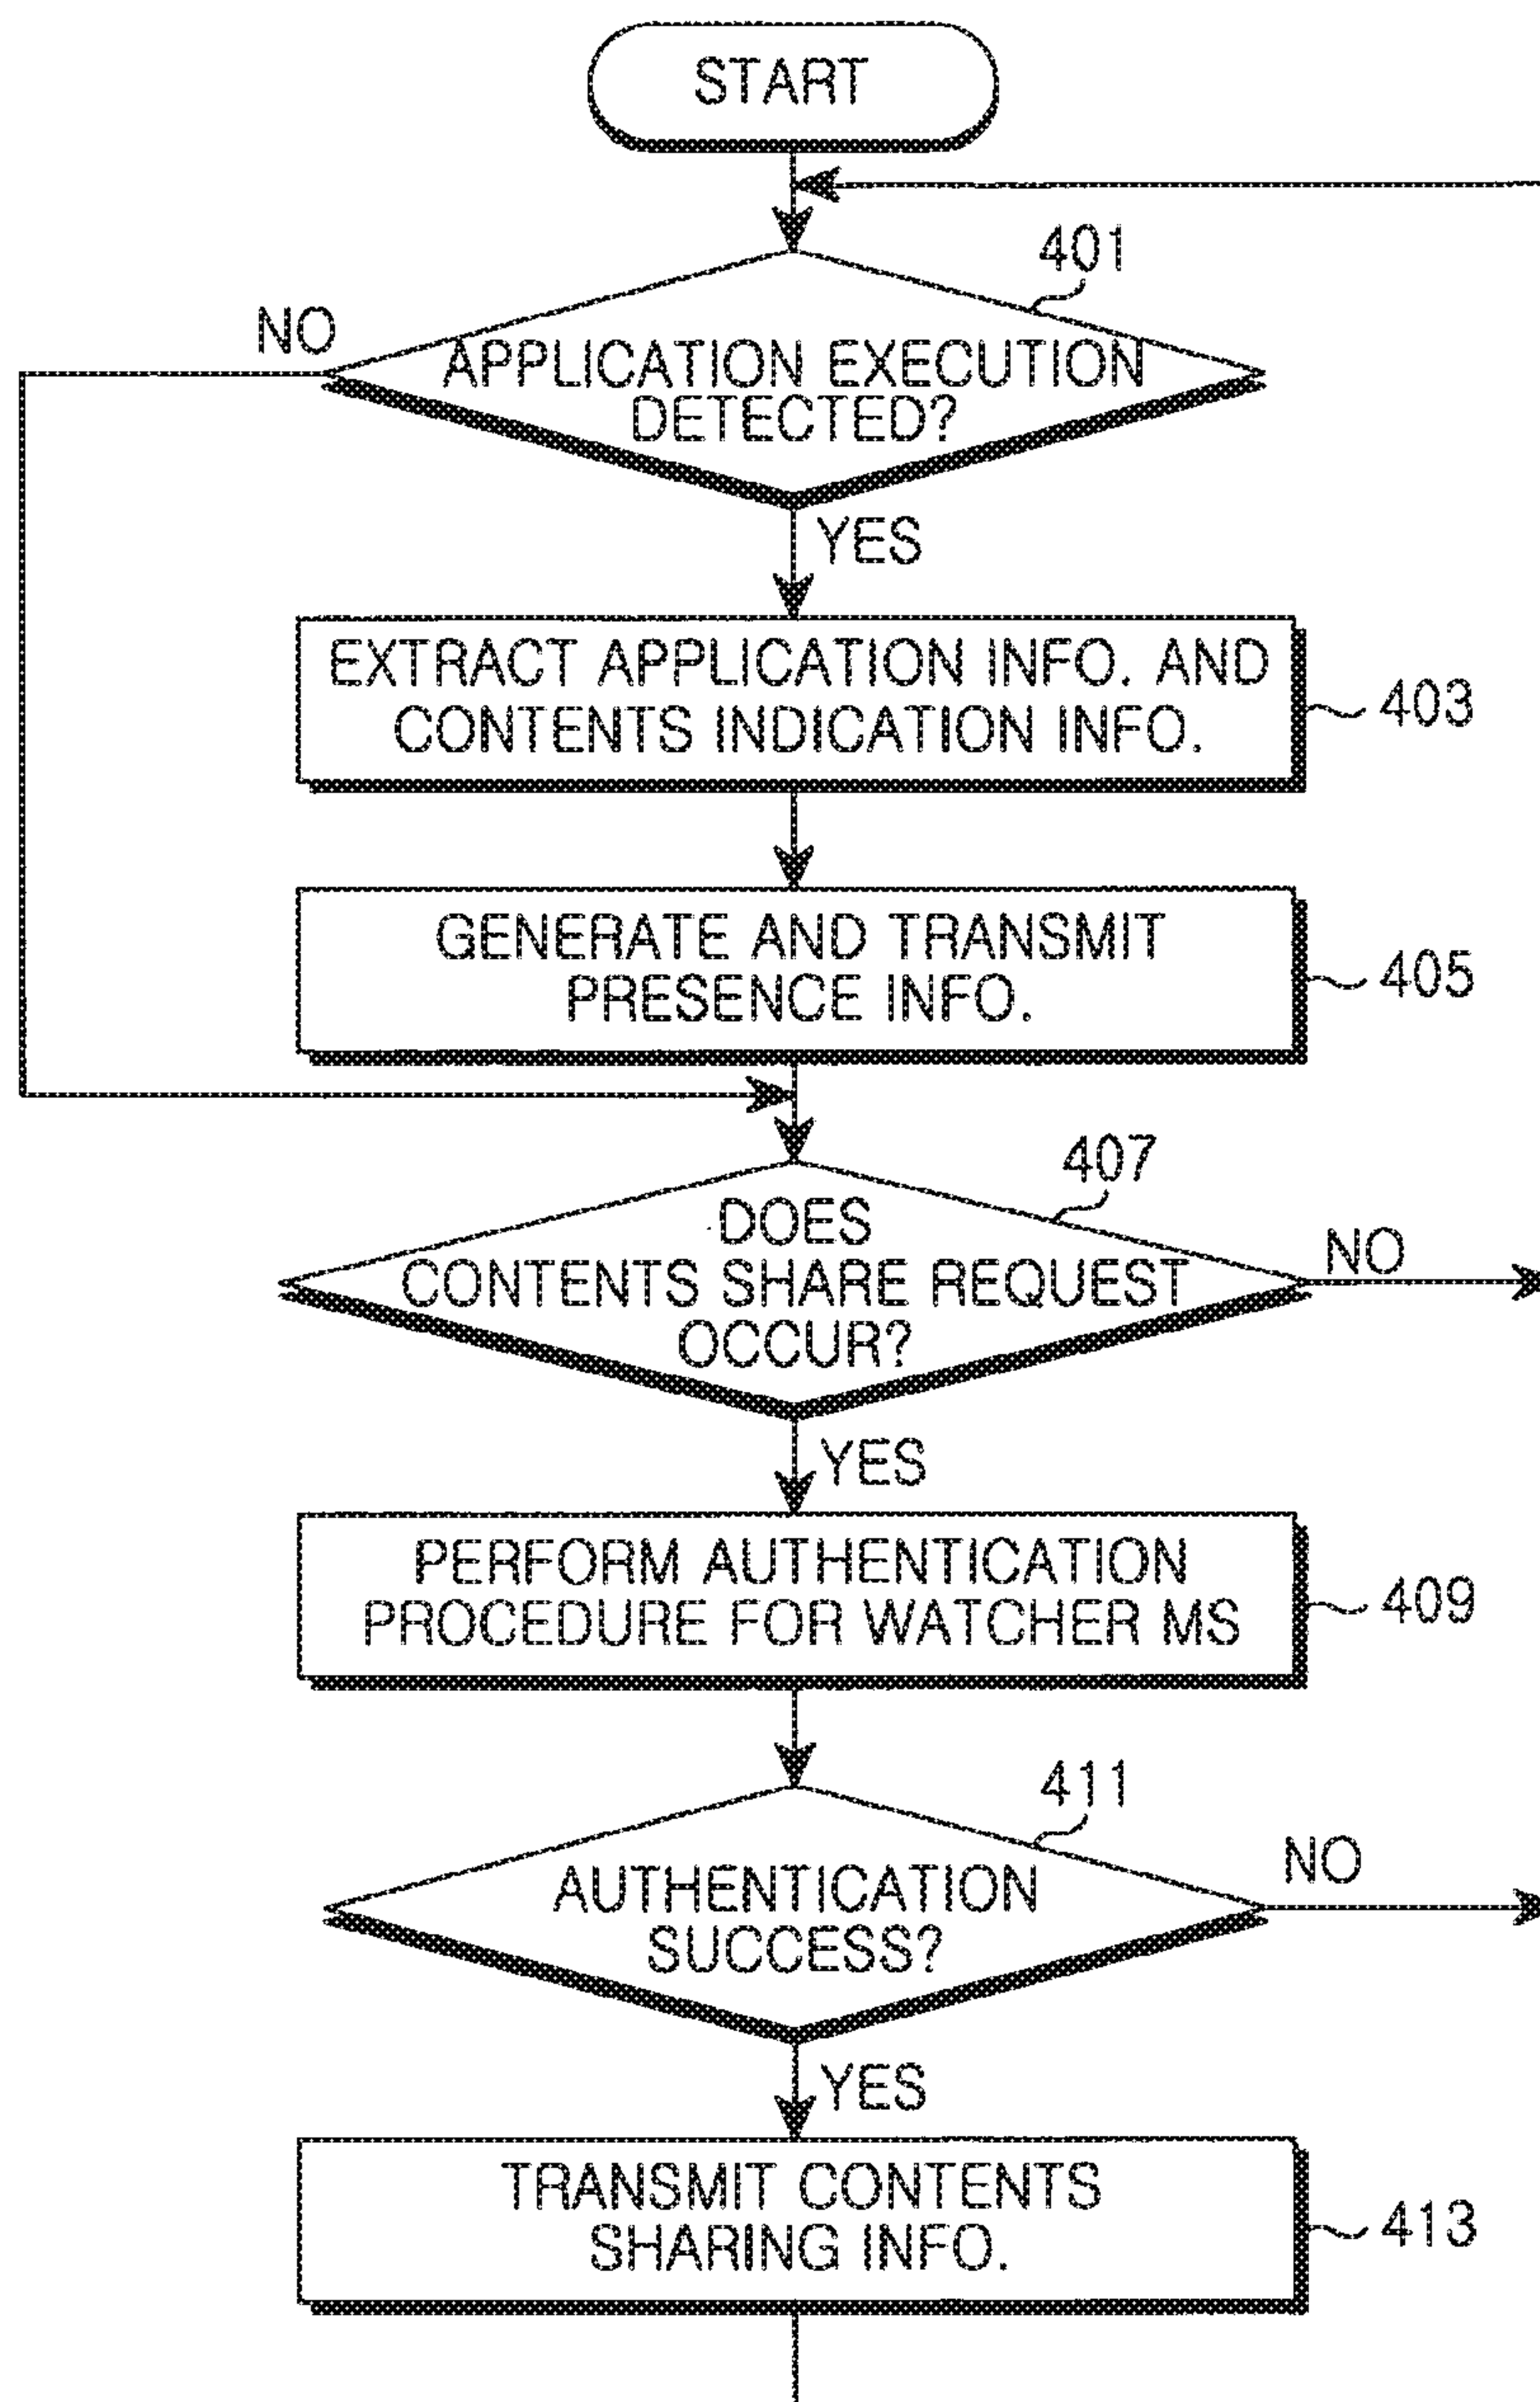 START
401
NO
APPLICATION EXECUTION
DETECTED?
YES
EXTRACT APPLICATION INFO. AND
CONTENTS INDICATION INFO.
403
GENERATE AND TRANSMIT
PRESENCE INFO.
405
407
DOES
CONTENTS SHARE REQUEST
OCCUR?
NO
YES
PERFORM AUTHENTICATION
PROCEDURE FOR WATCHER MS
409
411
AUTHENTICATION
SUCCESS?
NO
YES
TRANSMIT CONTENTS
SHARING INFO.
413